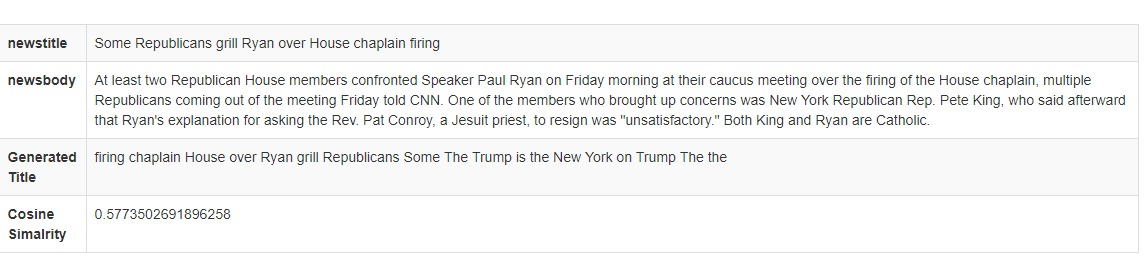 newstitle Some Republicans grill Ryan over House chaplain firing
newsbody At least two Republican House members confronted Speaker Paul Ryan on Friday morning at their caucus meeting over the firing of the House chaplain, multiple
Republicans coming out of the meeting Friday told CNN. One of the members who brought up concerns was New York Republican Rep. Pete King, who said afterward
that Ryan's explanation for asking the Rev. Pat Conroy, a Jesuit priest, to resign was "unsatisfactory." Both King and Ryan are Catholic.
Generated firing chaplain House over Ryan grill Republicans Some The Trump is the New York on Trump The the
Title
Cosine 0.5773502691896258
Simalrity